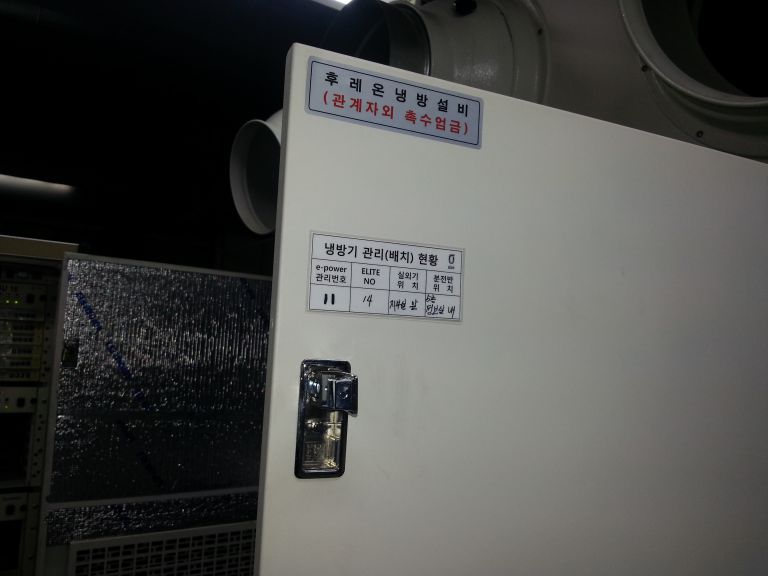 후레온냉방설비
(관계자외 촉수엄금)
냉방기 관리(배치) 현황
e-power 관리번호
ELITE NO
실외기 위 치
분전반 위 치
11
14
5층